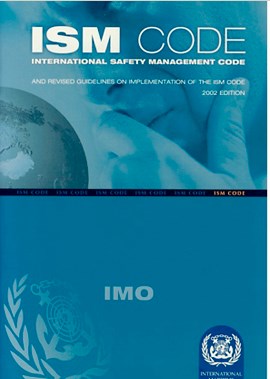 ISM CODE
INTERNATIONAL SAFETY MANAGEMENT CODE
AND REVISED GUIDELINES ON IMPLEMENTATION OF THE ISM CODE
2002 EDITION
ISM CODE ISM CODE ISM CODE ISM CODE ISM CODE ISM CODE
IMO
INTERNATIONAL